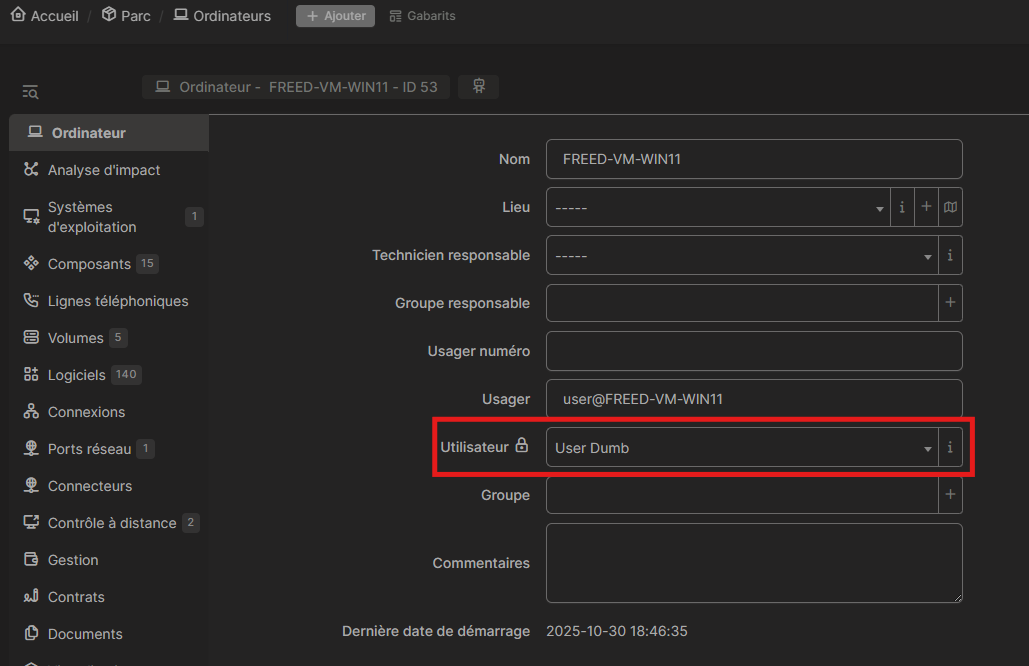 Accueil / Parc / Ordinateurs + Ajouter Gabarits
Ordinateur - FREED-VM-WIN11 - ID 53
Ordinateur
Analyse d'impact
Systèmes
d'exploitation 1
Composants 15
Lignes téléphoniques
Volumes 5
Logiciels 140
Connexions
Ports réseau 1
Connecteurs
Contrôle à distance 2
Gestion
Contrats
Documents
Nom FREED-VM-WIN11
Lieu -----
Technicien responsable -----
Groupe responsable
Usager numéro
Usager user@FREED-VM-WIN11
Utilisateur User Dumb
Groupe
Commentaires
Dernière date de démarrage 2025-10-30 18:46:35